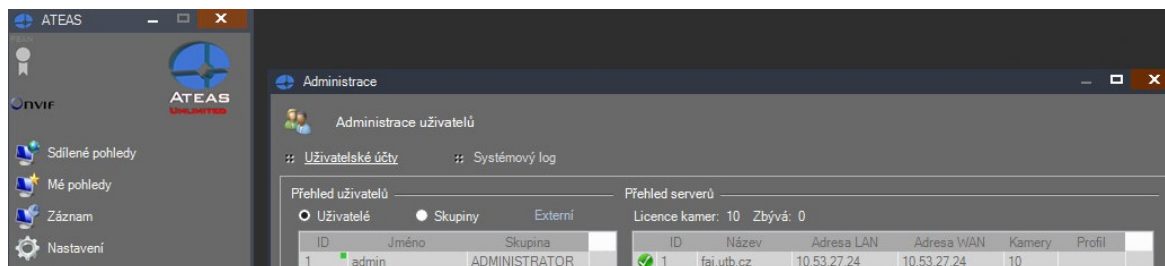 ATEAS
Onvif
ATEAS
UNLIMITED
Sdílené pohledy
Mé pohledy
Záznam
Nastavení
Administrace
Administrace uživatelů
Uživatelské účty Systémový log
Přehled uživatelů Přehled serverů
Uživatelé Skupiny Externí Licence kamer: 10 Zbývá: 0
ID Jméno Skupina ID Název Adresa LAN Adresa WAN Kamery Profil
1 admin ADMINISTRATOR 1 fai.utb.cz 10.53.27.24 10.53.27.24 10